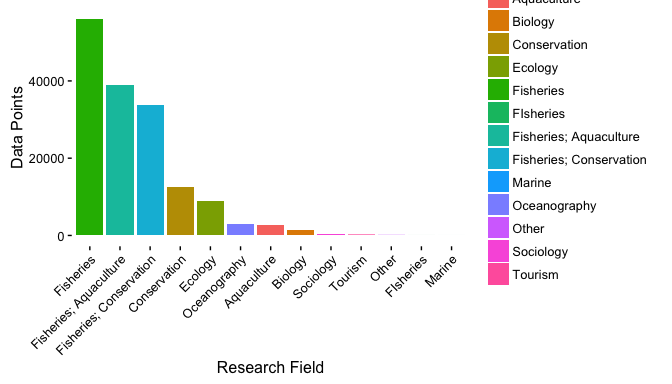 Data Points
40000
20000
0
Fisheries
Fisheries; Aquaculture
Fisheries; Conservation
Conservation
Ecology
Oceanography
Aquaculture
Biology
Sociology
Tourism
Other
FIsheries
Marine
Research Field
Aquaculture
Biology
Conservation
Ecology
Fisheries
FIsheries
Fisheries; Aquaculture
Fisheries; Conservation
Marine
Oceanography
Other
Sociology
Tourism